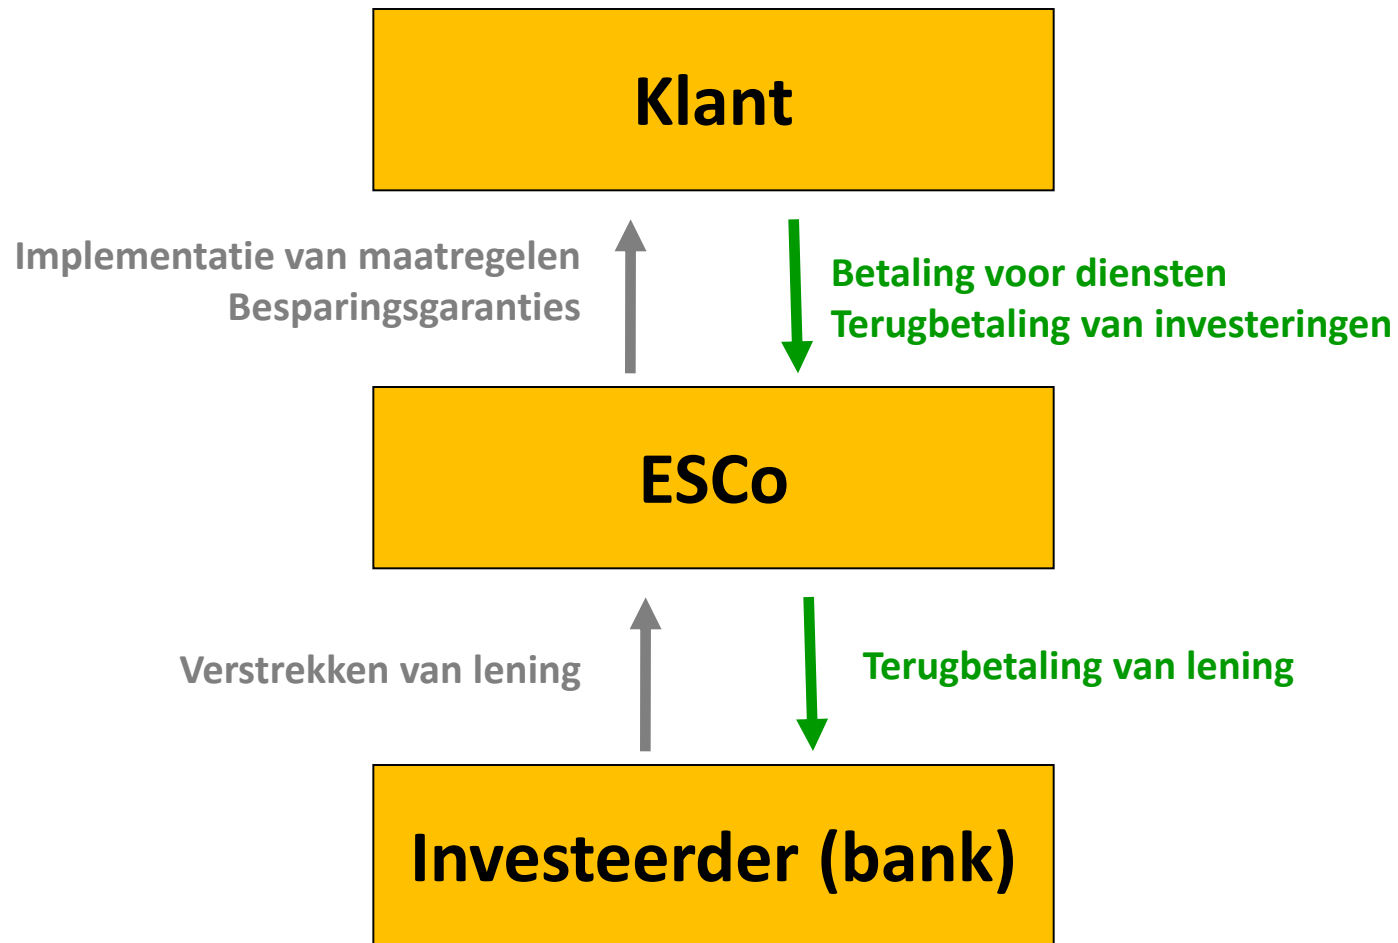 Klant
Implementatie van maatregelen
Besparingsgaranties
Betaling voor diensten
Terugbetaling van investeringen
ESCo
Verstrekken van lening
Terugbetaling van lening
Investeerder (bank)